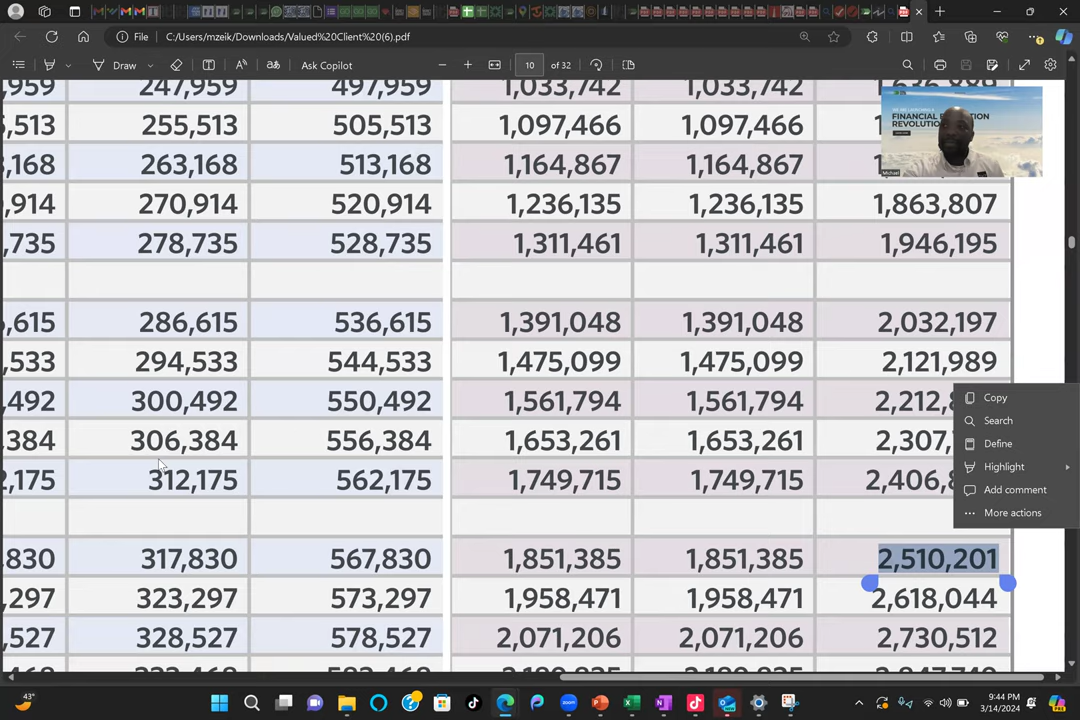 File C:/Users/mzeik/Downloads/Valued%20Client%20(6).pdf
Draw Ask Copilot 10 of 32
,959 247,959 497,959 1,033,742 1,033,742
,513 255,513 505,513 1,097,466 1,097,466
,168 263,168 513,168 1,164,867 1,164,867
,914 270,914 520,914 1,236,135 1,236,135 1,863,807
,735 278,735 528,735 1,311,461 1,311,461 1,946,195
,615 286,615 536,615 1,391,048 1,391,048 2,032,197
,533 294,533 544,533 1,475,099 1,475,099 2,121,989
,492 300,492 550,492 1,561,794 1,561,794 2,212,
,384 306,384 556,384 1,653,261 1,653,261 2,307,
,175 312,175 562,175 1,749,715 1,749,715 2,406,
,830 317,830 567,830 1,851,385 1,851,385 2,510,201
,297 323,297 573,297 1,958,471 1,958,471 2,618,044
,527 328,527 578,527 2,071,206 2,071,206 2,730,512
FINANCIAL
REVOLUTION
Michael
Copy
Search
Define
Highlight
Add comment
More actions
43°
9:44 PM
3/14/2024